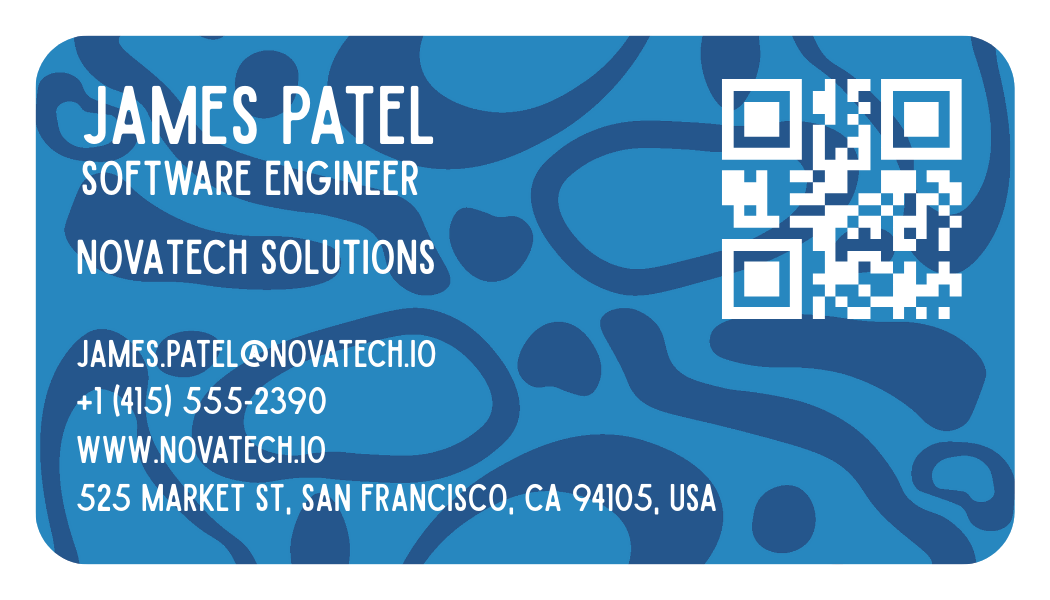 JAMES PATEL
SOFTWARE ENGINEER
NOVATECH SOLUTIONS
JAMES.PATEL@NOVATECH.IO
+1 (415) 555-2390
WWW.NOVATECH.IO
525 MARKET ST, SAN FRANCISCO, CA 94105, USA